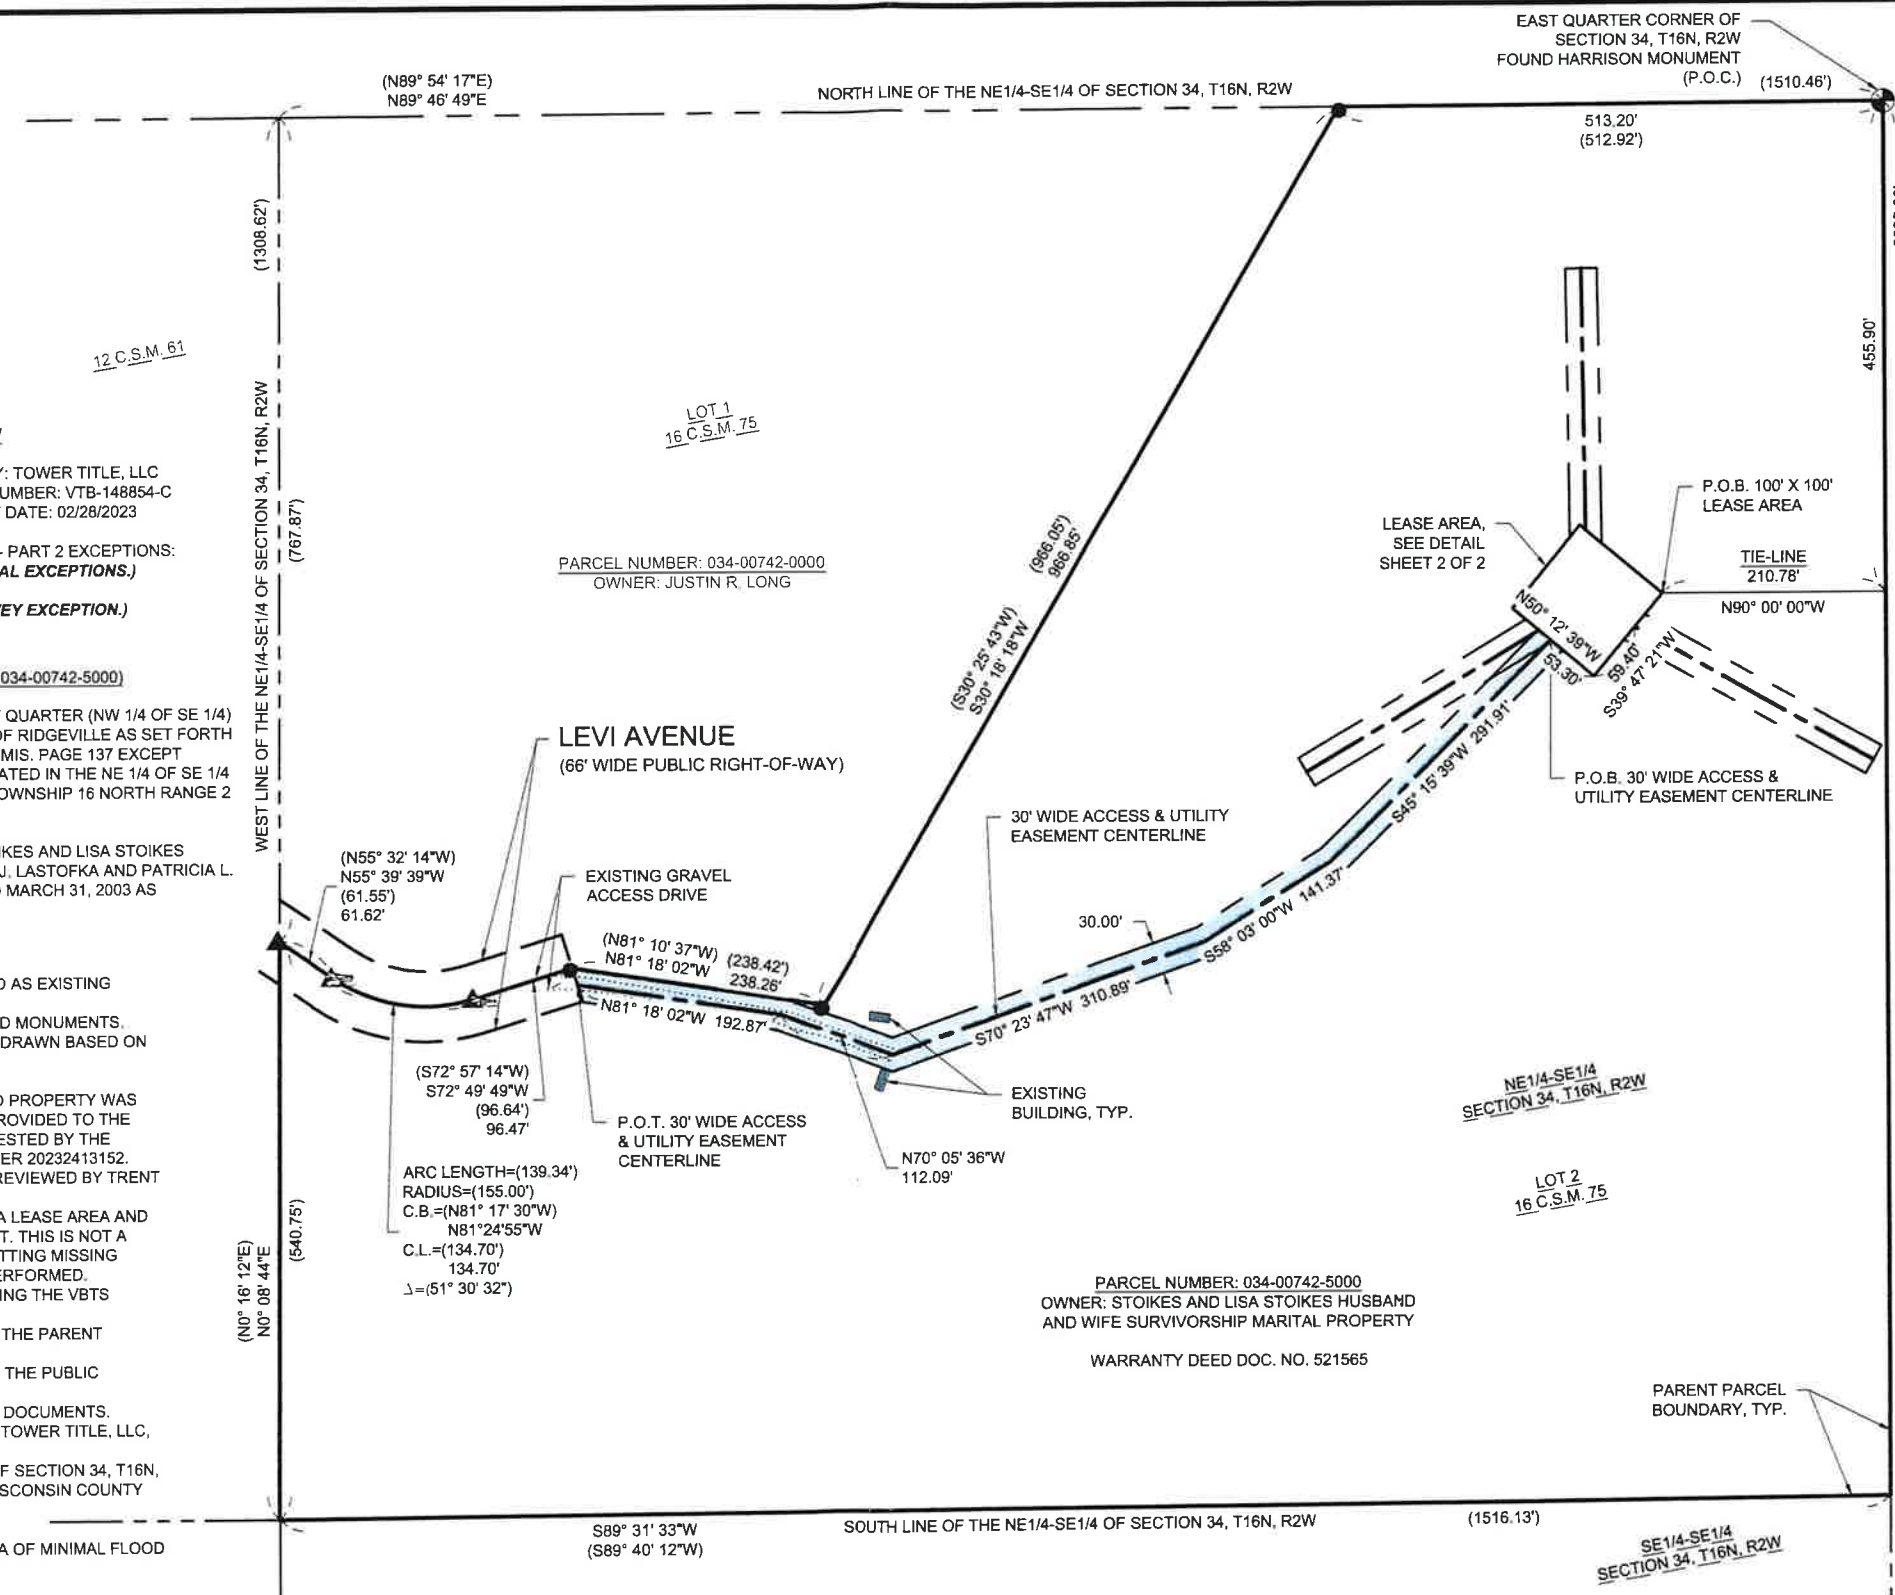 EAST QUARTER CORNER OF
SECTION 34, T16N, R2W
FOUND HARRISON MONUMENT
(P.O.C.)
(1510.46')
(N89° 54' 17"E)
N89° 46' 49"E
NORTH LINE OF THE NE1/4-SE1/4 OF SECTION 34, T16N, R2W
513.20'
(512.92')
(1308.62')
455.90'
12 C.S.M. 61
LOT 1
16 C.S.M. 75
WEST LINE OF THE NE1/4-SE1/4 OF SECTION 34, T16N, R2W
(767.87')
Y: TOWER TITLE, LLC
UMBER: VTB-148854-C
DATE: 02/28/2023
- PART 2 EXCEPTIONS:
AL EXCEPTIONS.)
EY EXCEPTION.)
034-00742-5000)
QUARTER (NW 1/4 OF SE 1/4)
OF RIDGEVILLE AS SET FORTH
MIS. PAGE 137 EXCEPT
ATED IN THE NE 1/4 OF SE 1/4
OWNSHIP 16 NORTH RANGE 2
IKES AND LISA STOIKES
J. LASTOFKA AND PATRICIA L.
MARCH 31, 2003 AS
D AS EXISTING
D MONUMENTS.
DRAWN BASED ON
D PROPERTY WAS
ROVIDED TO THE
ESTED BY THE
ER 20232413152.
REVIEWED BY TRENT
A LEASE AREA AND
T. THIS IS NOT A
TTING MISSING
ERFORMED.
ING THE VBTS
THE PARENT
THE PUBLIC
DOCUMENTS.
TOWER TITLE, LLC,
F SECTION 34, T16N,
SCONSIN COUNTY
A OF MINIMAL FLOOD
PARCEL NUMBER: 034-00742-0000
OWNER: JUSTIN R. LONG
(966.05')
966.85'
(S30° 25' 43"W)
S30° 18' 18"W
P.O.B. 100' X 100'
LEASE AREA
LEASE AREA,
SEE DETAIL
SHEET 2 OF 2
TIE-LINE
210.78'
N90° 00' 00"W
N50° 12' 39"W
53.30'
59.40'
S39° 47' 21"W
P.O.B. 30' WIDE ACCESS &
UTILITY EASEMENT CENTERLINE
S45° 15' 39"W 291.91'
S58° 03' 00"W 141.37'
LEVI AVENUE
(66' WIDE PUBLIC RIGHT-OF-WAY)
30' WIDE ACCESS & UTILITY
EASEMENT CENTERLINE
(N55° 32' 14"W)
N55° 39' 39"W
(61.55')
61.62'
EXISTING GRAVEL
ACCESS DRIVE
30.00'
(N81° 10' 37"W) (238.42')
N81° 18' 02"W 238.26'
N81° 18' 02"W 192.87'
S70° 23' 47"W 310.89'
(S72° 57' 14"W)
S72° 49' 49"W
(96.64')
96.47'
P.O.T. 30' WIDE ACCESS
& UTILITY EASEMENT
CENTERLINE
EXISTING
BUILDING, TYP.
N70° 05' 36"W
112.09'
NE1/4-SE1/4
SECTION 34, T16N, R2W
LOT 2
16 C.S.M. 75
ARC LENGTH=(139.34')
RADIUS=(155.00')
C.B.=(N81° 17' 30"W)
N81°24'55"W
C.L.=(134.70')
134.70'
Δ=(51° 30' 32")
(540.75')
(N0° 16' 12"E)
N0° 08' 44"E
PARCEL NUMBER: 034-00742-5000
OWNER: STOIKES AND LISA STOIKES HUSBAND
AND WIFE SURVIVORSHIP MARITAL PROPERTY
WARRANTY DEED DOC. NO. 521565
PARENT PARCEL
BOUNDARY, TYP.
S89° 31' 33"W
(S89° 40' 12"W)
SOUTH LINE OF THE NE1/4-SE1/4 OF SECTION 34, T16N, R2W
(1516.13')
SE1/4-SE1/4
SECTION 34, T16N, R2W